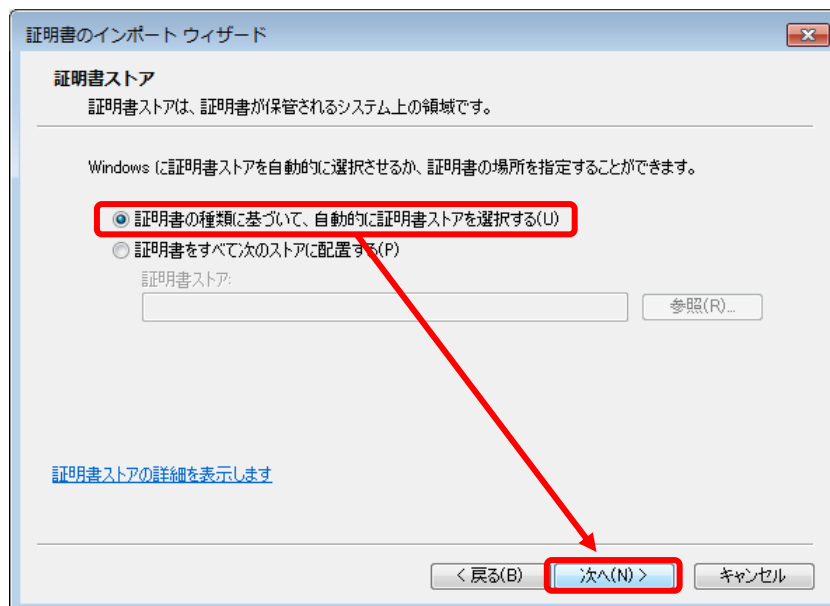 証明書のインポート ウィザード
証明書ストア
証明書ストアは、証明書が保管されるシステム上の領域です。
Windows に証明書ストアを自動的に選択させるか、証明書の場所を指定することができます。
証明書の種類に基づいて、自動的に証明書ストアを選択する(U)
証明書をすべて次のストアに配置する(P)
証明書ストア:
参照(R)...
証明書ストアの詳細を表示します
< 戻る(B)
次へ(N) >
キャンセル